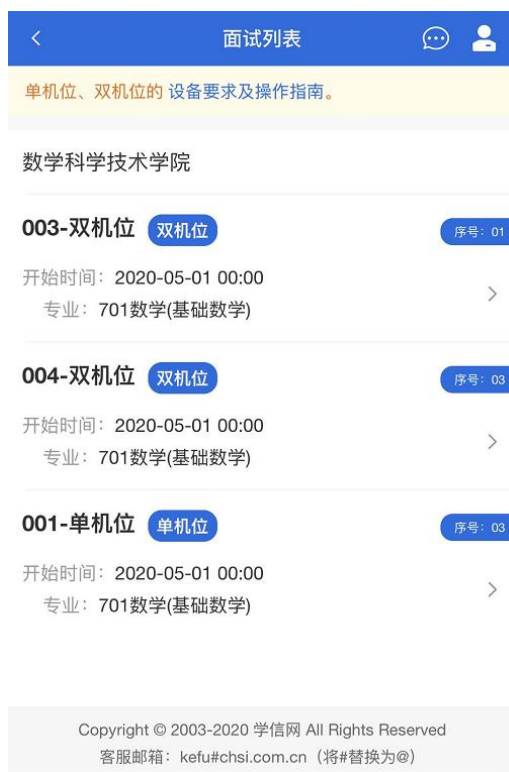 面试列表
单机位、双机位的 设备要求及操作指南。
数学科学技术学院
003-双机位 双机位 序号：01
开始时间：2020-05-01 00:00
专业：701数学(基础数学)
004-双机位 双机位 序号：03
开始时间：2020-05-01 00:00
专业：701数学(基础数学)
001-单机位 单机位 序号：03
开始时间：2020-05-01 00:00
专业：701数学(基础数学)
Copyright © 2003-2020 学信网 All Rights Reserved
客服邮箱：kefu#chsi.com.cn（将#替换为@）